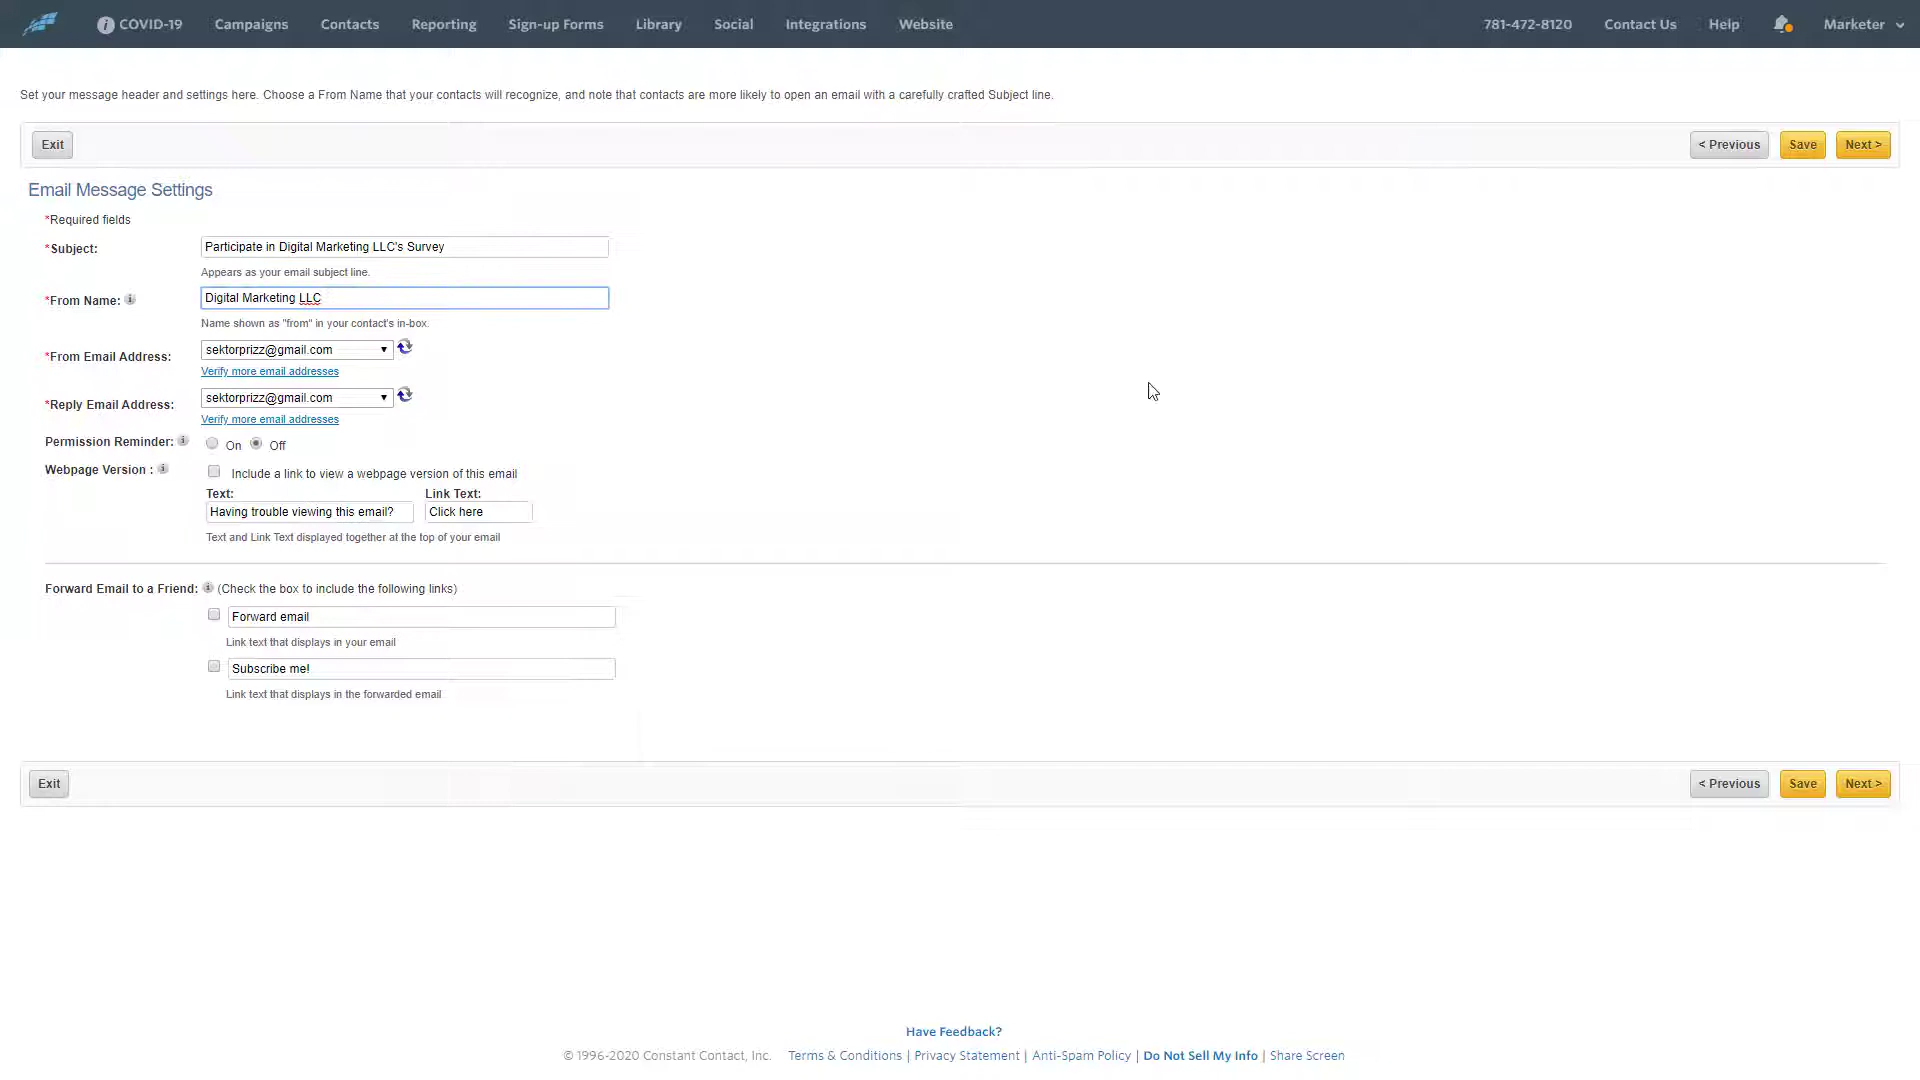 COVID-19 Campaigns Contacts Reporting Sign-up Forms Library Social Integrations Website 781-472-8120 Contact Us Help Marketer
Set your message header and settings here. Choose a From Name that your contacts will recognize, and note that contacts are more likely to open an email with a carefully crafted Subject line.
Exit < Previous Save Next >
Email Message Settings
*Required fields
*Subject: Participate in Digital Marketing LLC's Survey
Appears as your email subject line.
*From Name: Digital Marketing LLC
Name shown as "from" in your contact's in-box.
*From Email Address: sektorprizz@gmail.com
Verify more email addresses
*Reply Email Address: sektorprizz@gmail.com
Verify more email addresses
Permission Reminder: On Off
Webpage Version : Include a link to view a webpage version of this email
Text: Link Text:
Having trouble viewing this email? Click here
Text and Link Text displayed together at the top of your email
Forward Email to a Friend: (Check the box to include the following links)
Forward email
Link text that displays in your email
Subscribe me!
Link text that displays in the forwarded email
Exit < Previous Save Next >
Have Feedback?
© 1996-2020 Constant Contact, Inc. Terms & Conditions | Privacy Statement | Anti-Spam Policy | Do Not Sell My Info | Share Screen